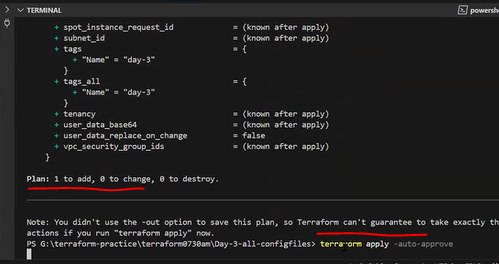 TERMINAL
powershe
+ spot_instance_request_id = (known after apply)
+ subnet_id = (known after apply)
+ tags = {
+ "Name" = "day-3"
}
+ tags_all = {
+ "Name" = "day-3"
}
+ tenancy = (known after apply)
+ user_data_base64 = (known after apply)
+ user_data_replace_on_change = false
+ vpc_security_group_ids = (known after apply)
}
Plan: 1 to add, 0 to change, 0 to destroy.
Note: You didn't use the -out option to save this plan, so Terraform can't guarantee to take exactly th
actions if you run "terraform apply" now.
PS G:\terraform-practice\terraform0730am\Day-3-all-configfiles> terraform apply -auto-approve